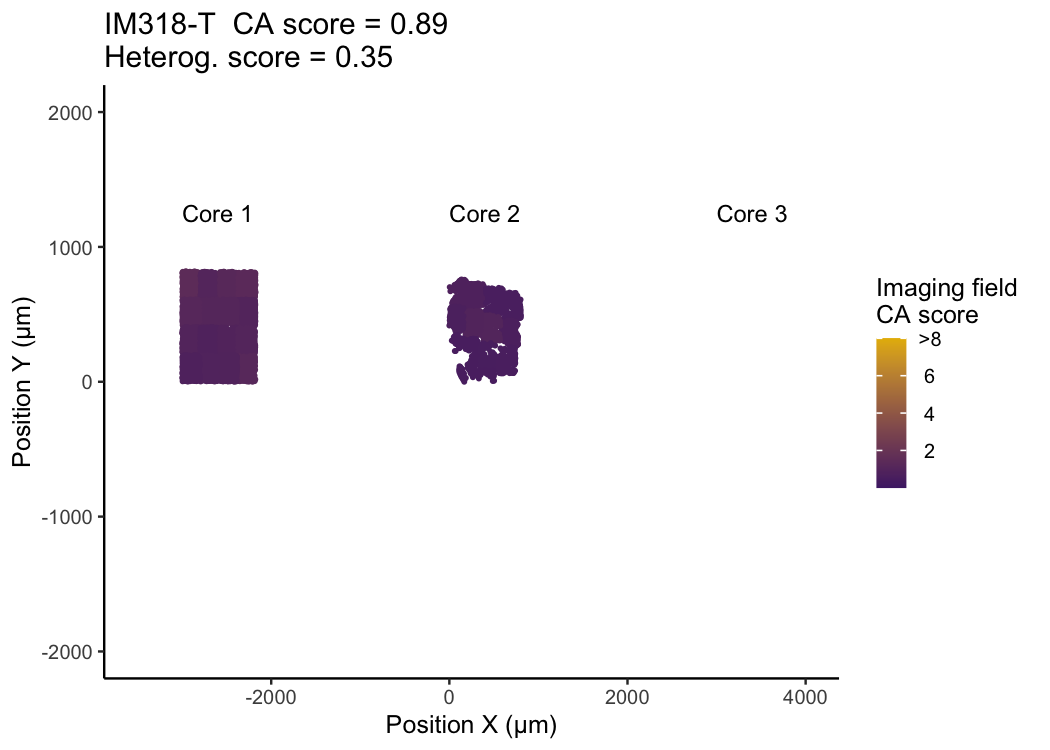 IM318-T  CA score = 0.89
Heterog. score = 0.35
2000
1000
0
-1000
-2000
Position Y (μm)
Core 1
Core 2
Core 3
-2000
0
2000
4000
Position X (μm)
Imaging field
CA score
>8
6
4
2